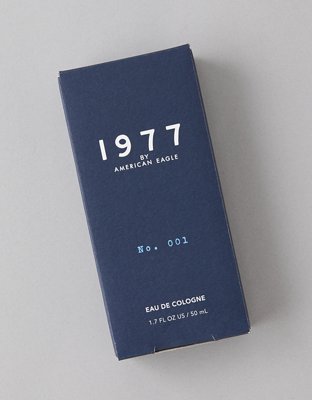 1977
BY
AMERICAN EAGLE
No. 001
EAU DE COLOGNE
1.7 FL OZ US / 50 mL